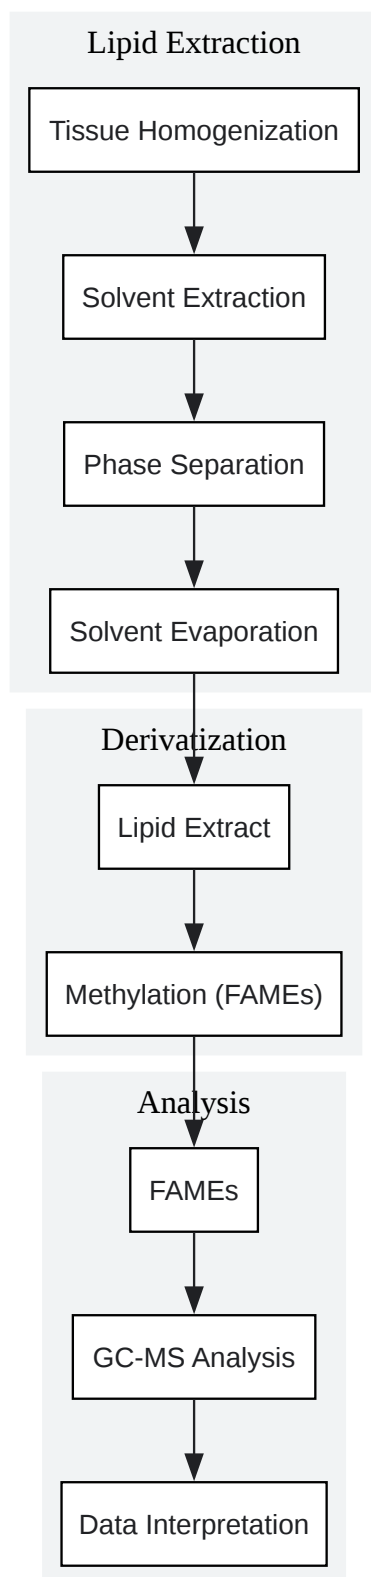 Lipid Extraction
Tissue Homogenization
Solvent Extraction
Phase Separation
Solvent Evaporation
Derivatization
Lipid Extract
Methylation (FAMEs)
Analysis
FAMEs
GC-MS Analysis
Data Interpretation